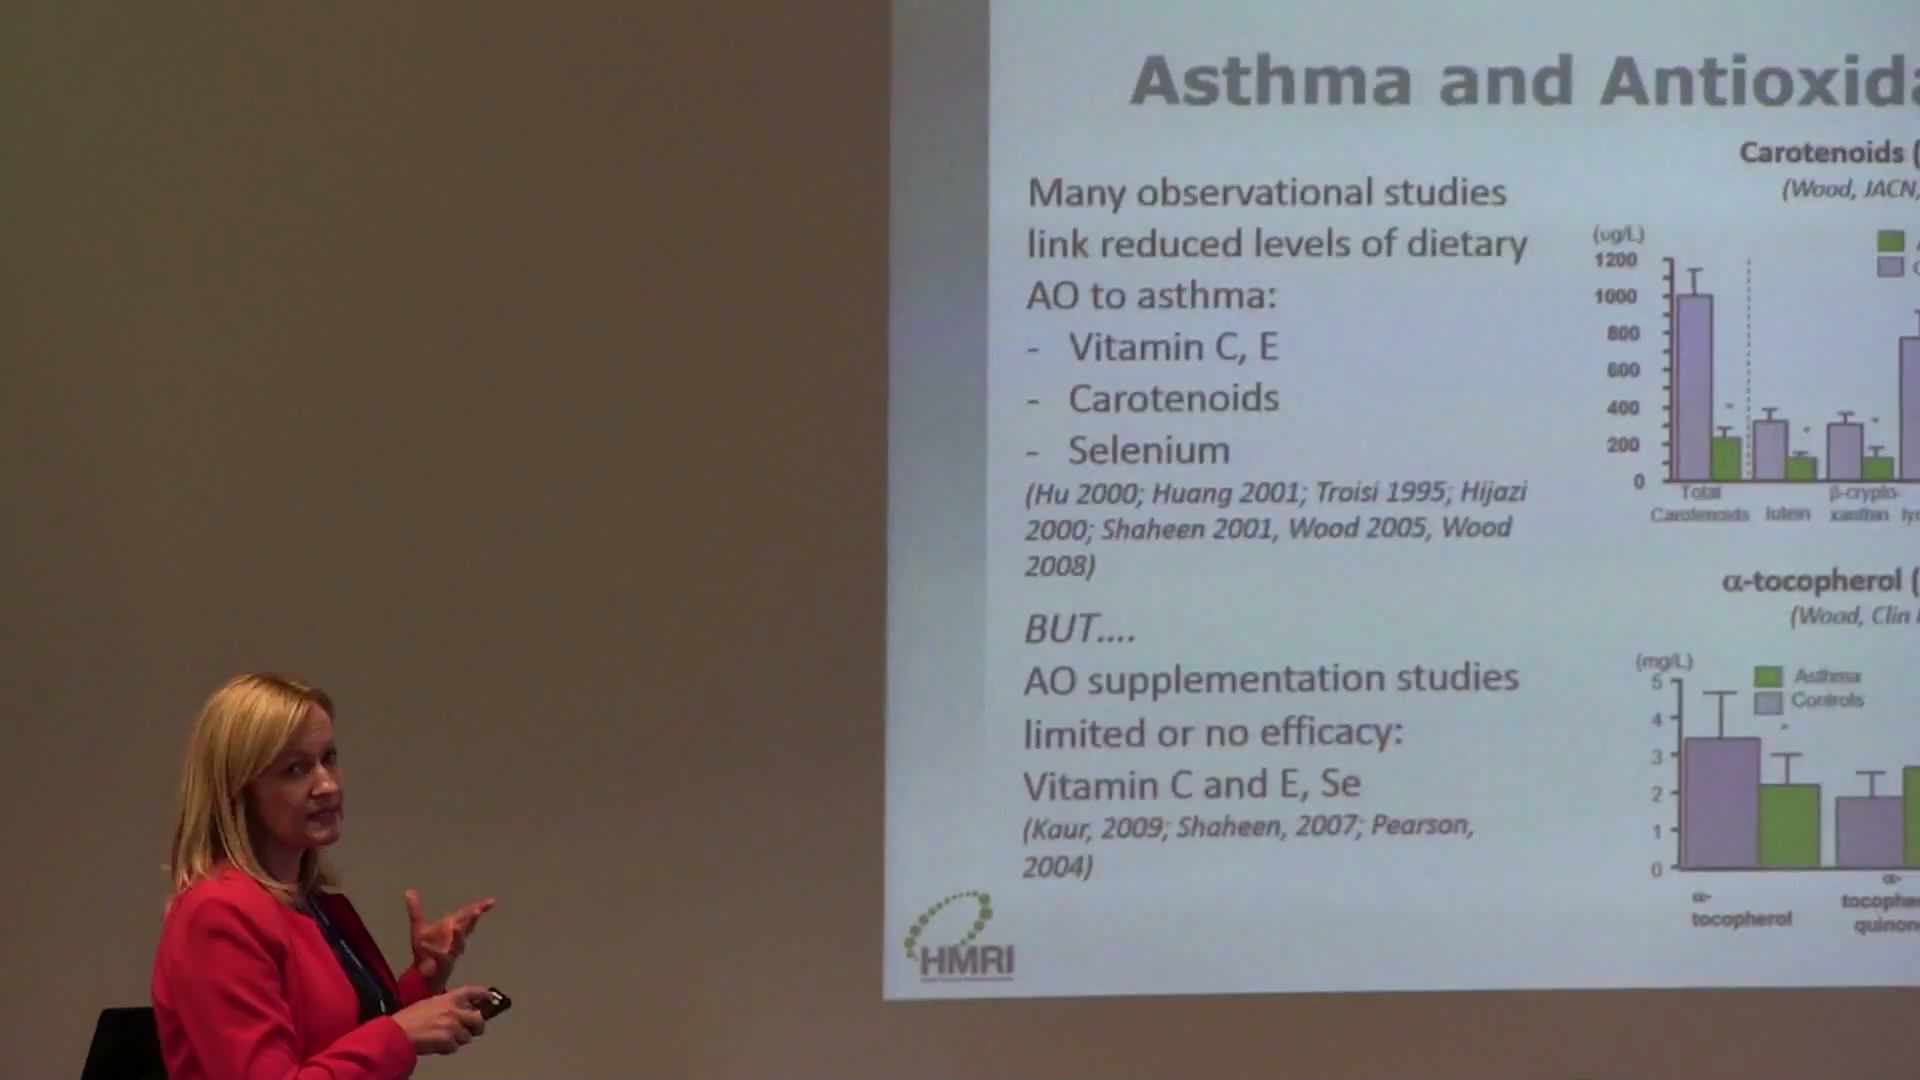 Asthma and Antioxida
Many observational studies
link reduced levels of dietary
AO to asthma:
- Vitamin C, E
- Carotenoids
- Selenium
(Hu 2000; Huang 2001; Troisi 1995; Hijazi
2000; Shaheen 2001, Wood 2005, Wood
2008)
BUT....
AO supplementation studies
limited or no efficacy:
Vitamin C and E, Se
(Kaur, 2009; Shaheen, 2007; Pearson,
2004)
HMRI
Carotenoids (
(Wood, JACN,
(ug/L)
1200
1000
800
600
400
200
0
Total
Carotenoids
lutein
β-crypto-
xanthin
α-tocopherol (
(Wood, Clin
(mg/L)
5
4
3
2
1
0
Asthma
Controls
α-
tocopherol
α-
tocophe
quinon